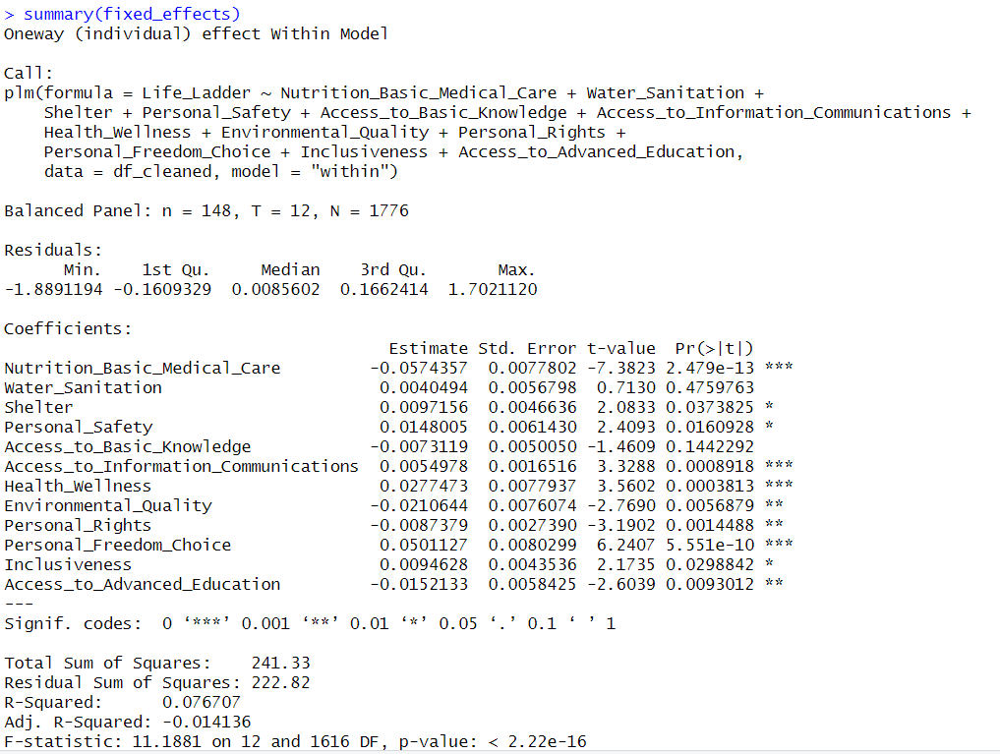 > summary(fixed_effects)
Oneway (individual) effect Within Model
Call:
plm(formula = Life_Ladder ~ Nutrition_Basic_Medical_Care + Water_Sanitation +
Shelter + Personal_Safety + Access_to_Basic_Knowledge + Access_to_Information_Communications +
Health_Wellness + Environmental_Quality + Personal_Rights +
Personal_Freedom_Choice + Inclusiveness + Access_to_Advanced_Education,
data = df_cleaned, model = "within")
Balanced Panel: n = 148, T = 12, N = 1776
Residuals:
Min. 1st Qu. Median 3rd Qu. Max.
-1.8891194 -0.1609329 0.0085602 0.1662414 1.7021120
Coefficients:
Estimate Std. Error t-value Pr(>|t|)
Nutrition_Basic_Medical_Care -0.0574357 0.0077802 -7.3823 2.479e-13 ***
Water_Sanitation 0.0040494 0.0056798 0.7130 0.4759763
Shelter 0.0097156 0.0046636 2.0833 0.0373825 *
Personal_Safety 0.0148005 0.0061430 2.4093 0.0160928 *
Access_to_Basic_Knowledge -0.0073119 0.0050050 -1.4609 0.1442292
Access_to_Information_Communications 0.0054978 0.0016516 3.3288 0.0008918 ***
Health_Wellness 0.0277473 0.0077937 3.5602 0.0003813 ***
Environmental_Quality -0.0210644 0.0076074 -2.7690 0.0056879 **
Personal_Rights -0.0087379 0.0027390 -3.1902 0.0014488 **
Personal_Freedom_Choice 0.0501127 0.0080299 6.2407 5.551e-10 ***
Inclusiveness 0.0094628 0.0043536 2.1735 0.0298842 *
Access_to_Advanced_Education -0.0152133 0.0058425 -2.6039 0.0093012 **
---
Signif. codes: 0 ‘***’ 0.001 ‘**’ 0.01 ‘*’ 0.05 ‘.’ 0.1 ‘ ’ 1
Total Sum of Squares: 241.33
Residual Sum of Squares: 222.82
R-Squared: 0.076707
Adj. R-Squared: -0.014136
F-statistic: 11.1881 on 12 and 1616 DF, p-value: < 2.22e-16